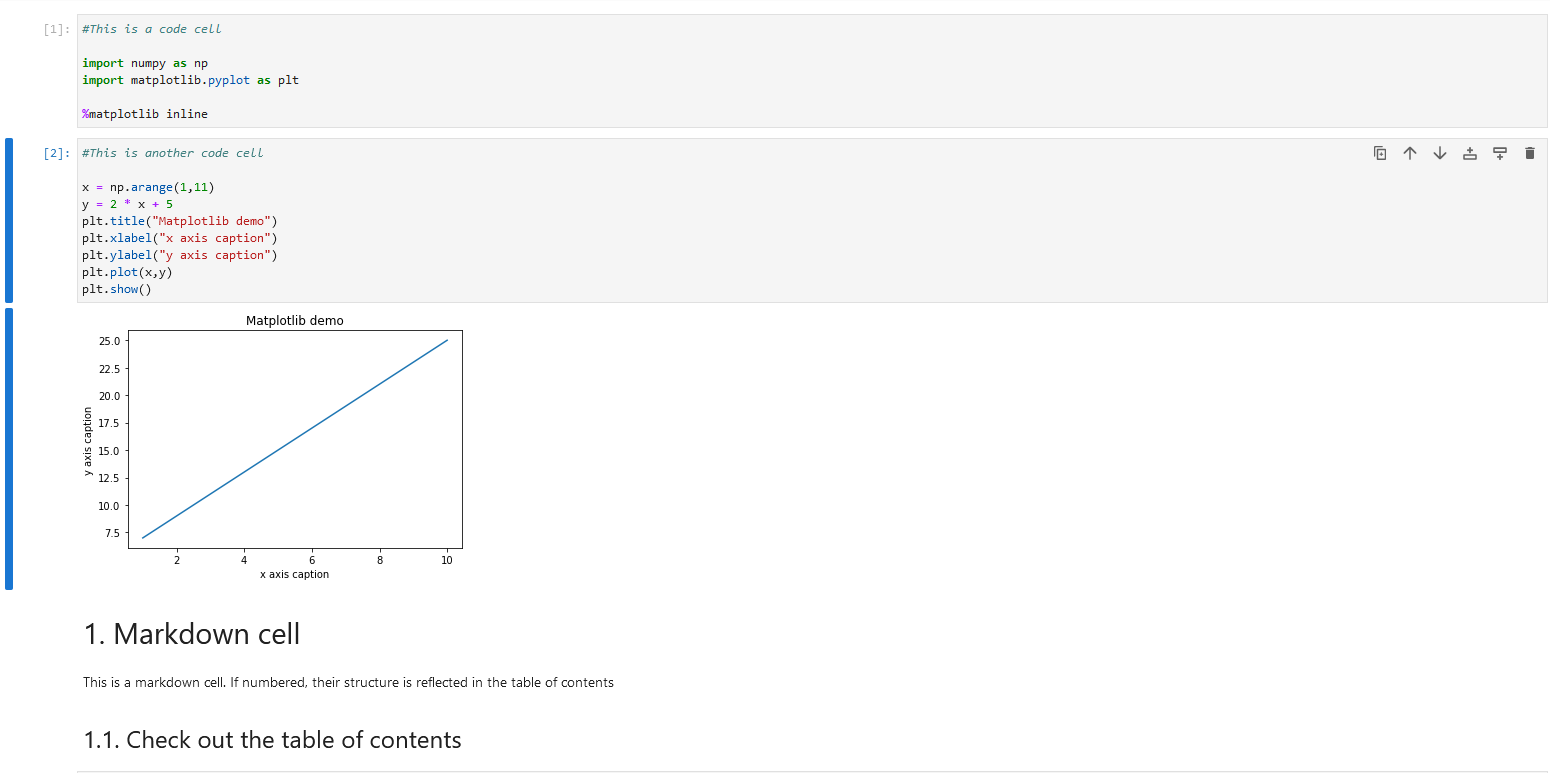 [1]: #This is a code cell
import numpy as np
import matplotlib.pyplot as plt
%matplotlib inline
[2]: #This is another code cell
x = np.arange(1,11)
y = 2 * x + 5
plt.title("Matplotlib demo")
plt.xlabel("x axis caption")
plt.ylabel("y axis caption")
plt.plot(x,y)
plt.show()
Matplotlib demo
25.0
22.5
20.0
17.5
15.0
12.5
10.0
7.5
y axis caption
2 4 6 8 10
x axis caption
1. Markdown cell
This is a markdown cell. If numbered, their structure is reflected in the table of contents
1.1. Check out the table of contents